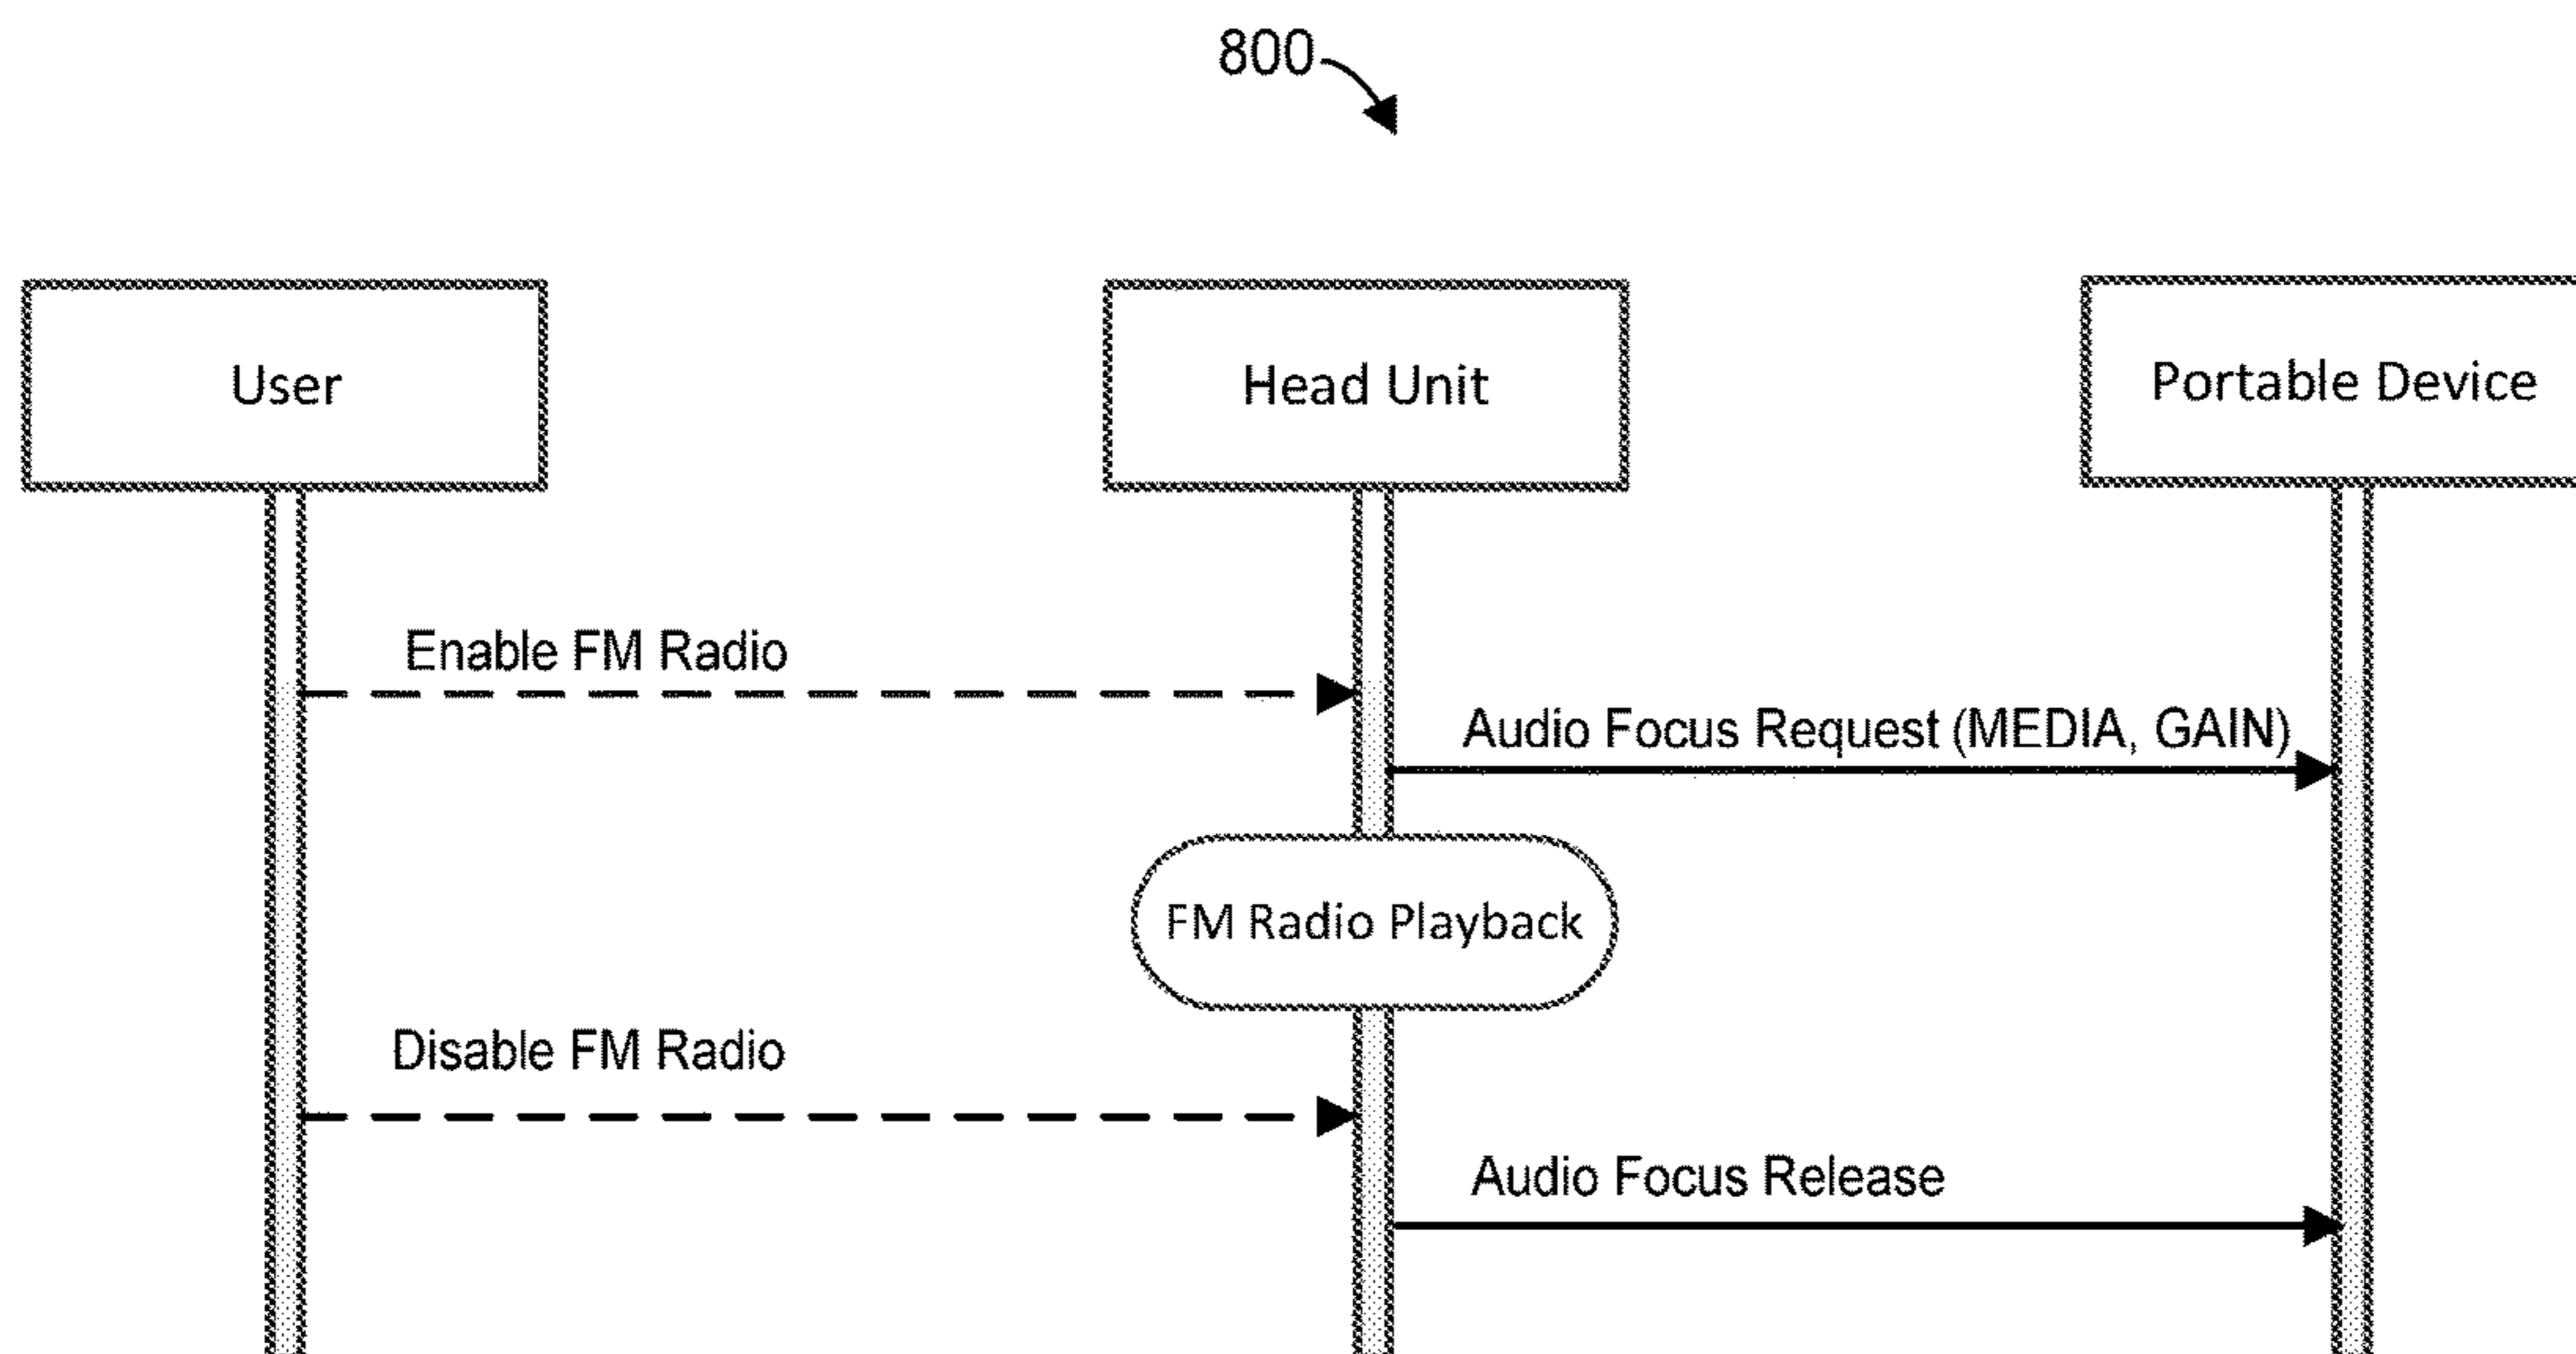 800
User
Head Unit
Portable Device
Enable FM Radio
Audio Focus Request (MEDIA, GAIN)
FM Radio Playback
Disable FM Radio
Audio Focus Release